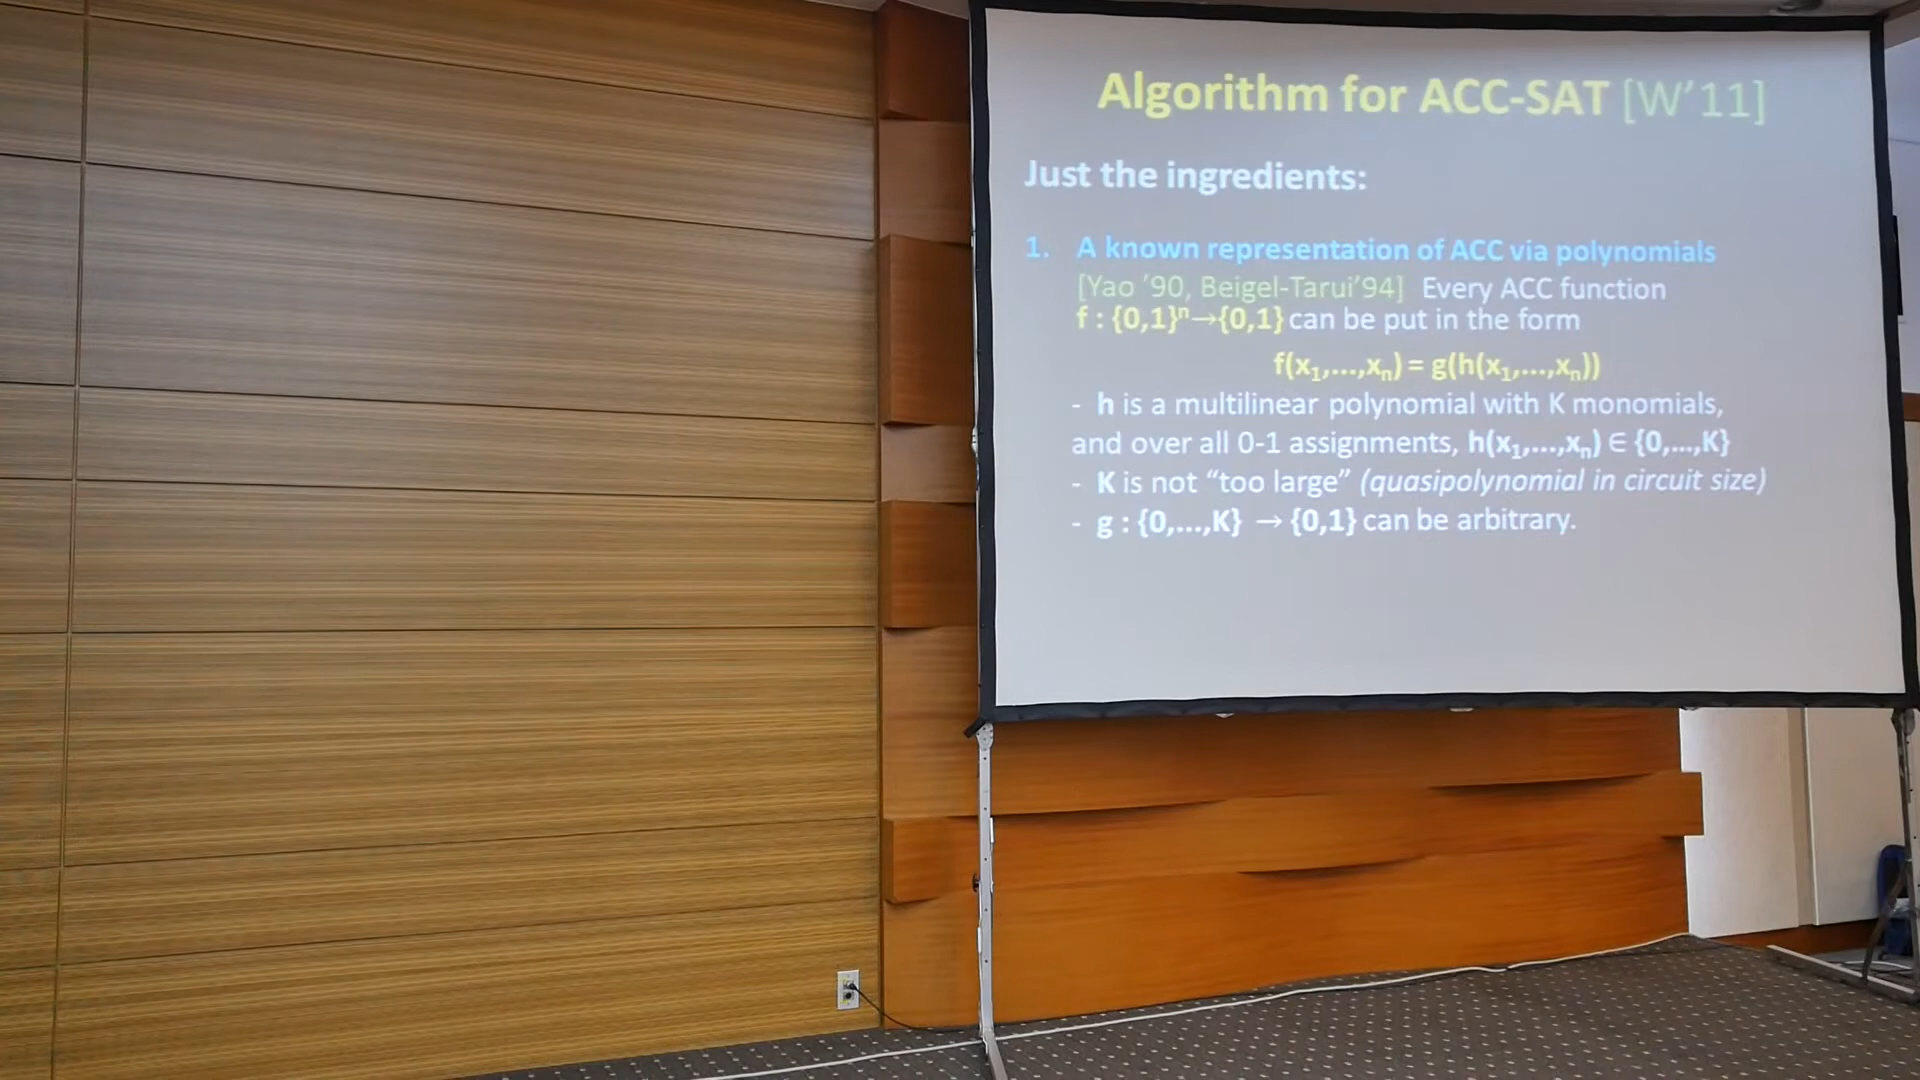 Algorithm for ACC-SAT [W’11]
Just the ingredients:
1. A known representation of ACC via polynomials
[Yao ’90, Beigel-Tarui’94] Every ACC function
f : {0,1}ⁿ→{0,1} can be put in the form
f(x₁,...,xₙ) = g(h(x₁,...,xₙ))
- h is a multilinear polynomial with K monomials,
and over all 0-1 assignments, h(x₁,...,xₙ) ∈ {0,...,K}
- K is not “too large” (quasipolynomial in circuit size)
- g : {0,...,K} → {0,1} can be arbitrary.